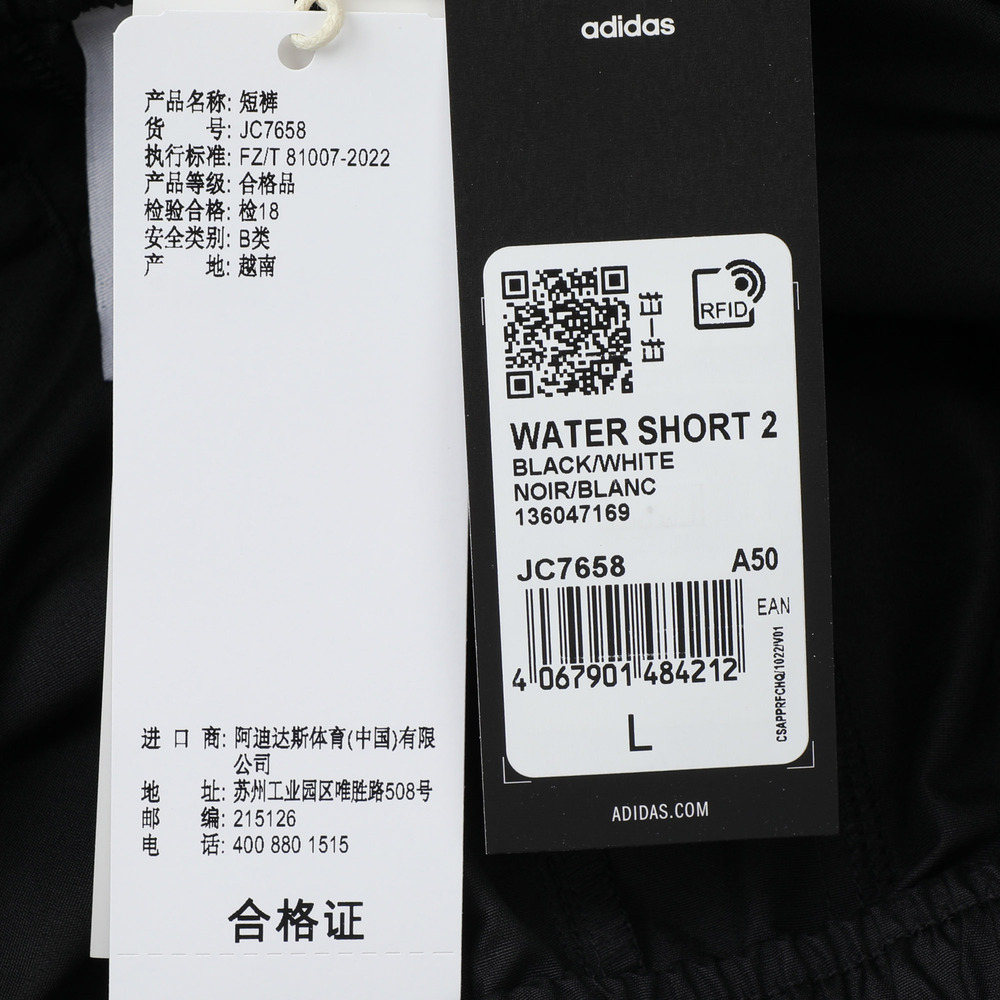 产品名称: 短裤
货 号: JC7658
执行标准: FZ/T 81007-2022
产品等级: 合格品
检验合格: 检18
安全类别: B类
产 地: 越南
进 口 商: 阿迪达斯体育(中国)有限
公司
地 址: 苏州工业园区唯胜路508号
邮 编: 215126
电 话: 400 880 1515
合格证
adidas
RFID
WATER SHORT 2
BLACK/WHITE
NOIR/BLANC
136047169
JC7658 A50
EAN
4 067901 484212
CSAPPRFCHQ/1022/V01
L
ADIDAS.COM